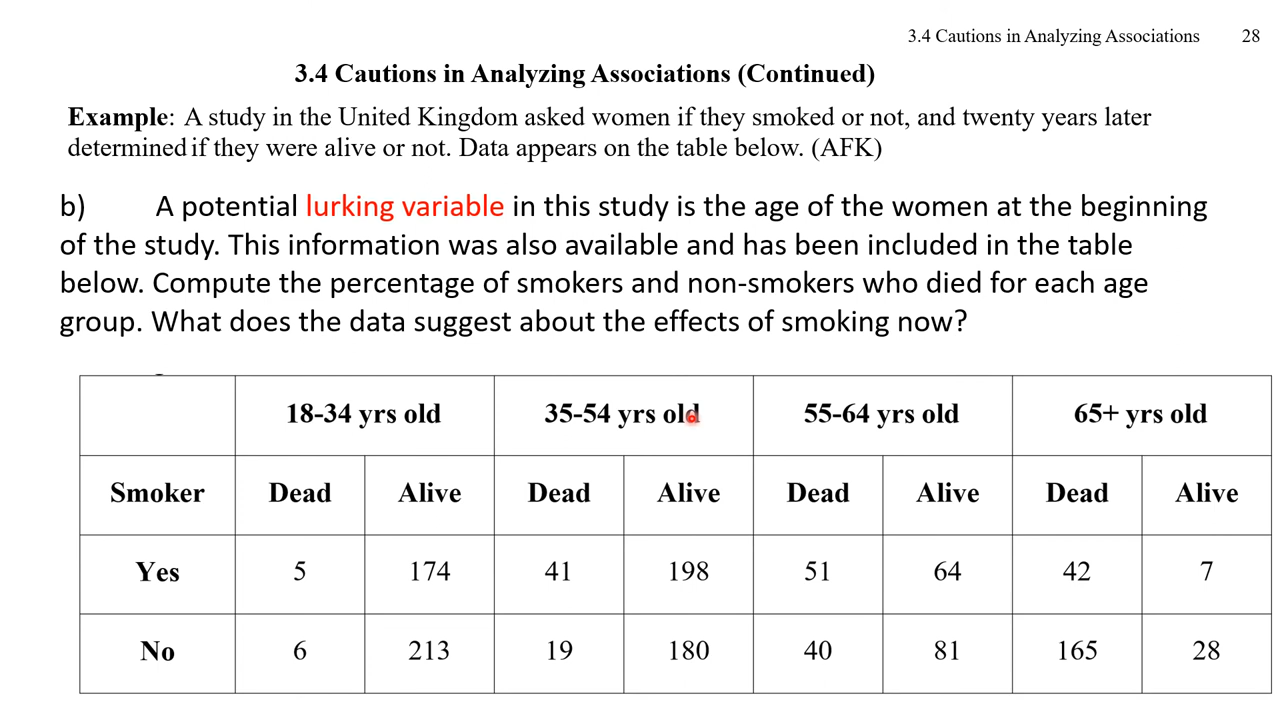 3.4 Cautions in Analyzing Associations 28
3.4 Cautions in Analyzing Associations (Continued)
Example: A study in the United Kingdom asked women if they smoked or not, and twenty years later
determined if they were alive or not. Data appears on the table below. (AFK)
b) A potential lurking variable in this study is the age of the women at the beginning
of the study. This information was also available and has been included in the table
below. Compute the percentage of smokers and non-smokers who died for each age
group. What does the data suggest about the effects of smoking now?
18-34 yrs old 35-54 yrs old 55-64 yrs old 65+ yrs old
Smoker Dead Alive Dead Alive Dead Alive Dead Alive
Yes 5 174 41 198 51 64 42 7
No 6 213 19 180 40 81 165 28